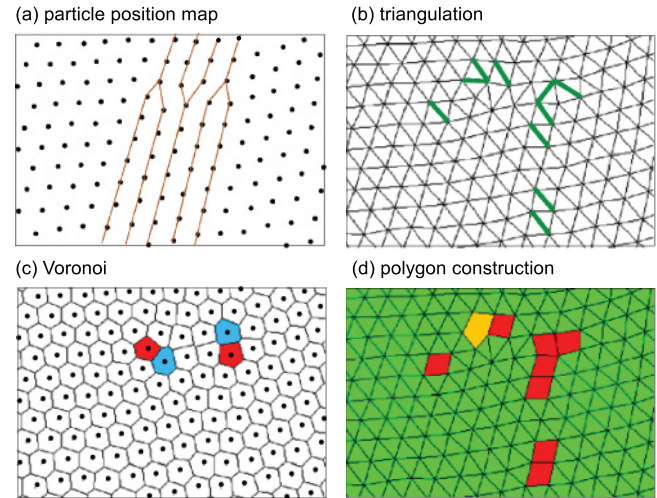 (a) particle position map
(b) triangulation
(c) Voronoi
(d) polygon construction